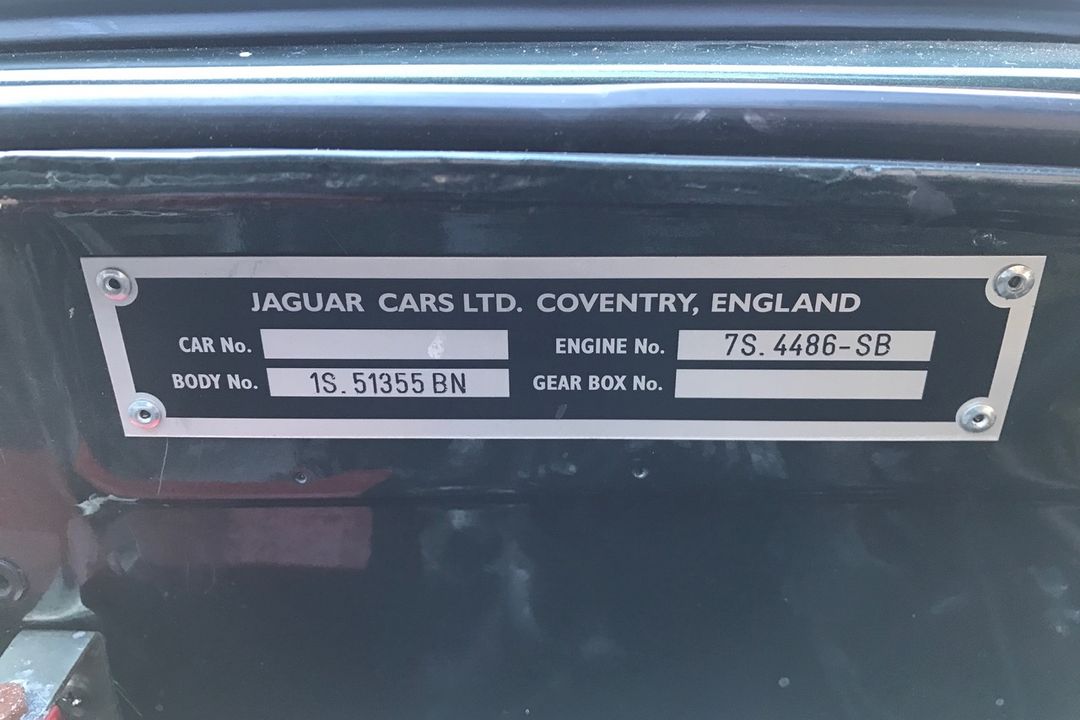 JAGUAR CARS LTD. COVENTRY, ENGLAND
CAR No. ENGINE No. 7S. 4486-SB
BODY No. 1S. 51355 BN GEAR BOX No.